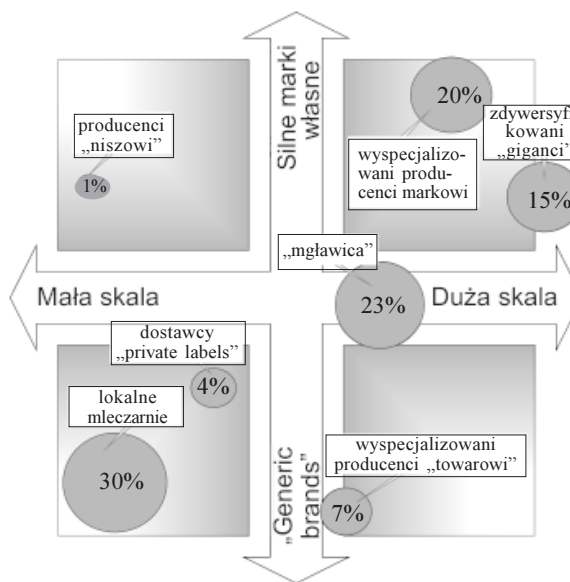 Silne marki
własne
20%
zdywersyfi
kowani
„giganci”
producenci
„niszowi”
wyspecjalizo-
wani produ-
cenci markowi
1%
15%
„mgławica”
Mała skala
Duża skala
23%
dostawcy
„private labels”
4%
lokalne
mleczarnie
30%
wyspecjalizowani
producenci „towarowi”
7%
„Generic
brands”